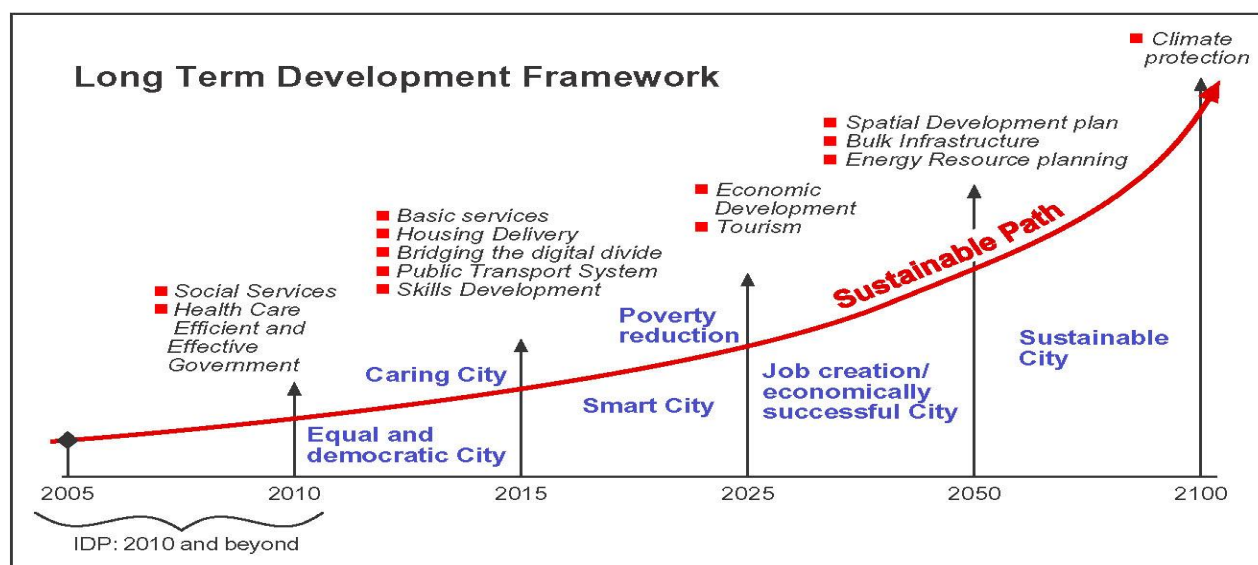 Long Term Development Framework
Climate
protection
Spatial Development plan
Bulk Infrastructure
Energy Resource planning
Economic
Development
Tourism
Basic services
Housing Delivery
Bridging the digital divide
Public Transport System
Skills Development
Social Services
Health Care
Efficient and
Effective
Government
Sustainable Path
Poverty
reduction
Caring City
Smart City
Job creation/
economically
successful City
Sustainable
City
Equal and
democratic City
2005
2010
2015
2025
2050
2100
IDP: 2010 and beyond